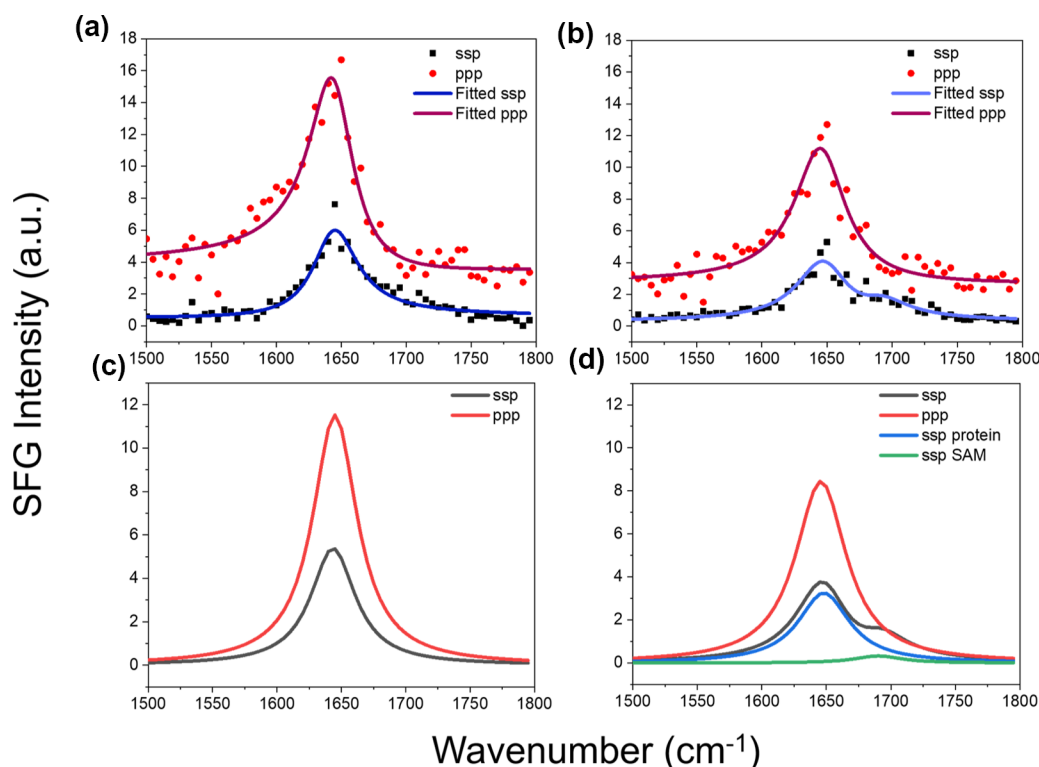 (a)
18
16
14
12
10
8
6
4
2
0
1500 1550 1600 1650 1700 1750 1800
ssp
ppp
Fitted ssp
Fitted ppp
(b)
18
16
14
12
10
8
6
4
2
0
1500 1550 1600 1650 1700 1750 1800
ssp
ppp
Fitted ssp
Fitted ppp
(c)
12
10
8
6
4
2
0
1500 1550 1600 1650 1700 1750 1800
ssp
ppp
(d)
12
10
8
6
4
2
0
1500 1550 1600 1650 1700 1750 1800
ssp
ppp
ssp protein
ssp SAM
SFG Intensity (a.u.)
Wavenumber (cm⁻¹)